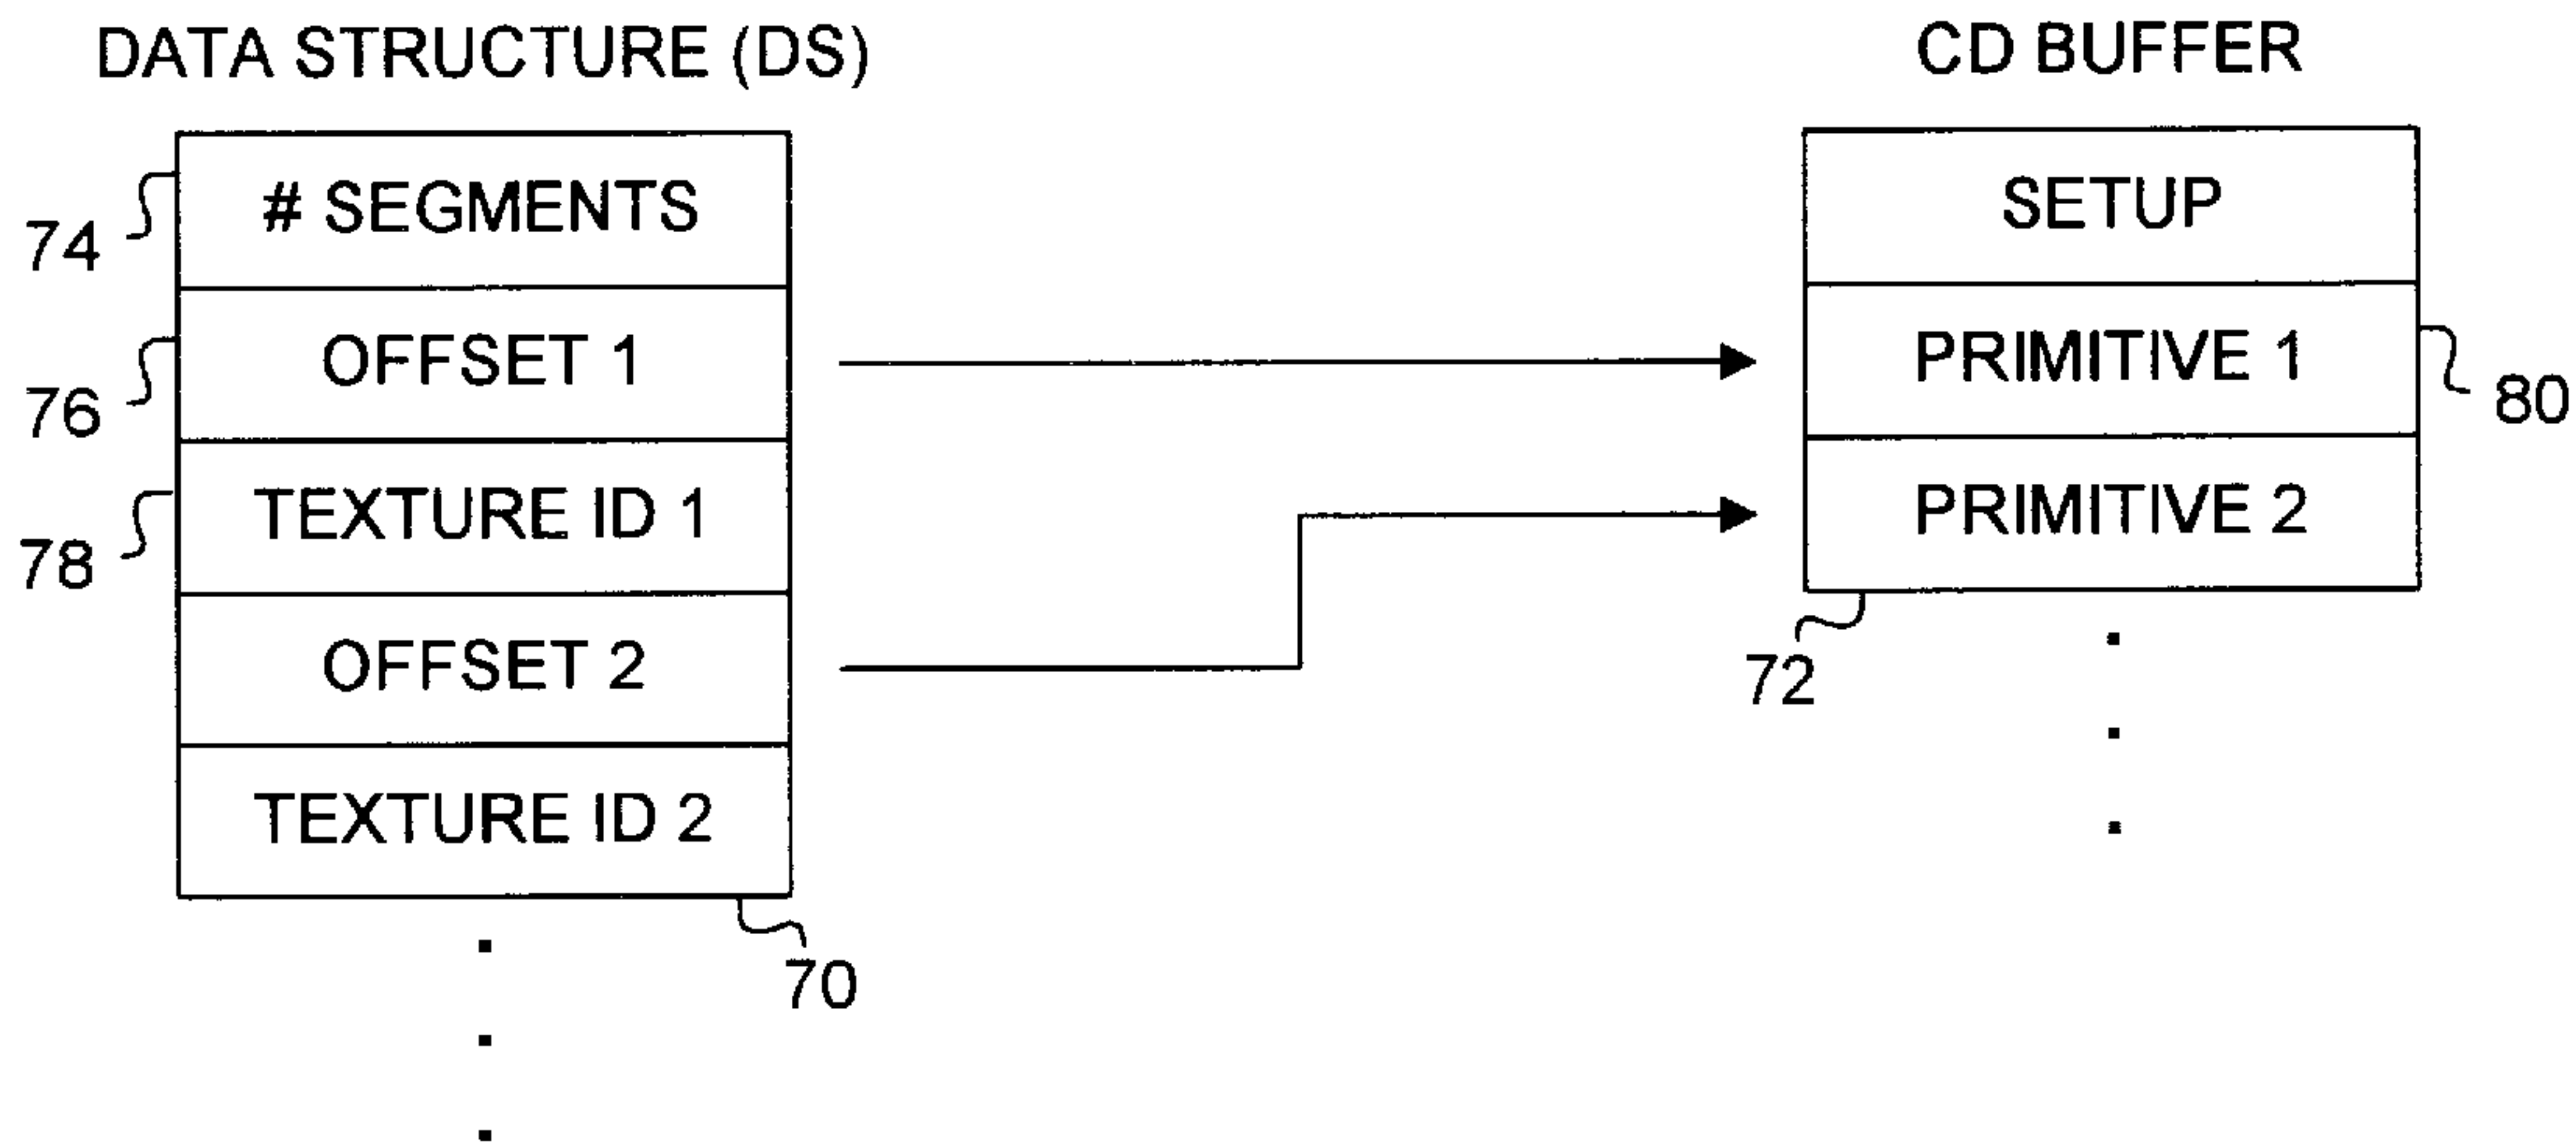 DATA STRUCTURE (DS)
# SEGMENTS
74
OFFSET 1
76
TEXTURE ID 1
78
OFFSET 2
TEXTURE ID 2
70
CD BUFFER
SETUP
PRIMITIVE 1
80
PRIMITIVE 2
72